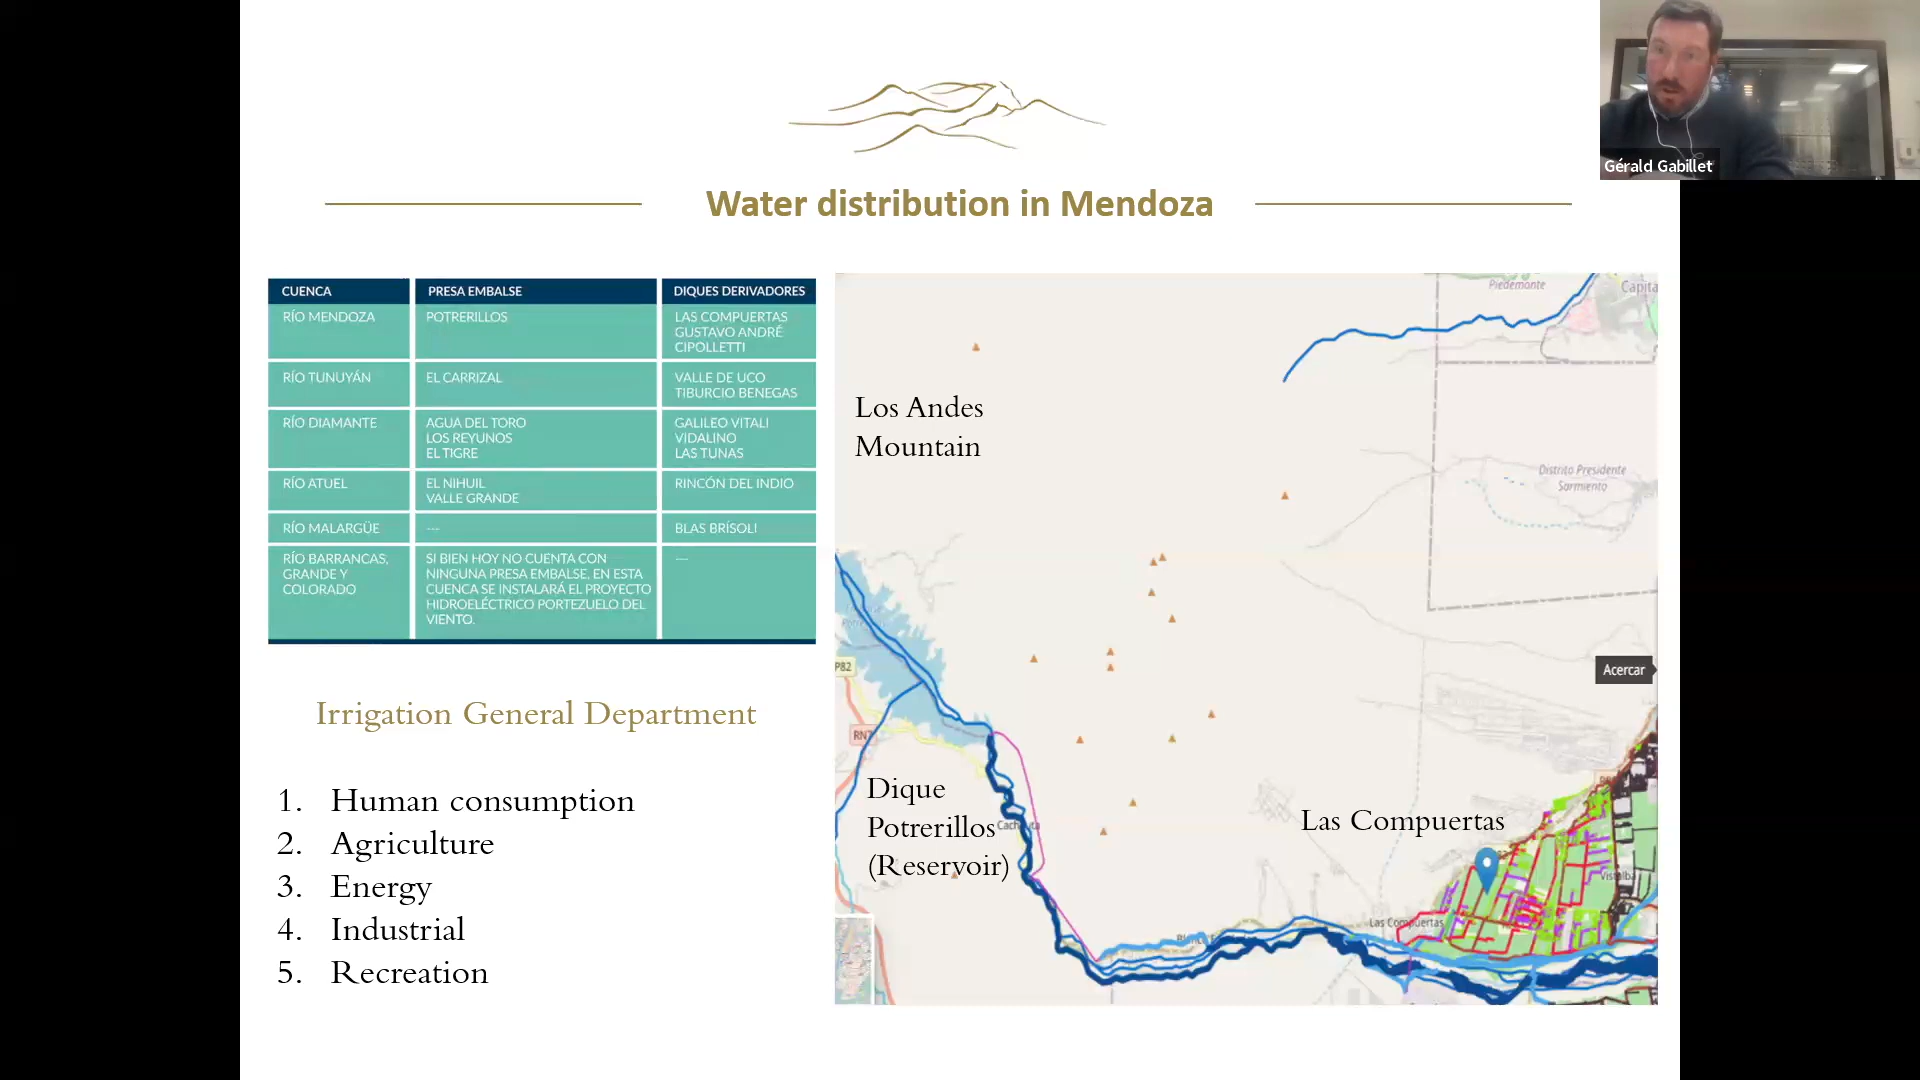 Gérald Gabillet
Water distribution in Mendoza
CUENCA
PRESA EMBALSE
DIQUES DERIVADORES
RÍO MENDOZA
POTRERILLOS
LAS COMPUERTAS
GUSTAVO ANDRÉ
CIPOLLETTI
RÍO TUNUYÁN
EL CARRIZAL
VALLE DE UCO
TIBURCIO BENEGAS
RÍO DIAMANTE
AGUA DEL TORO
LOS REYUNOS
EL TIGRE
GALILEO VITALI
VIDALINO
LAS TUNAS
RÍO ATUEL
EL NIHUIL
VALLE GRANDE
RINCÓN DEL INDIO
RÍO MALARGÜE
---
BLAS BRÍSOLI
RÍO BARRANCAS,
GRANDE Y
COLORADO
SI BIEN HOY NO CUENTA CON
NINGUNA PRESA EMBALSE, EN ESTA
CUENCA SE INSTALARÁ EL PROYECTO
HIDROELÉCTRICO PORTEZUELO DEL
VIENTO.
---
Irrigation General Department
1. Human consumption
2. Agriculture
3. Energy
4. Industrial
5. Recreation
Piedemonte
Capita
Los Andes
Mountain
Distrito Presidente
Sarmiento
P82
Acercar
RN7
Dique
Potrerillos
(Reservoir)
Las Compuertas
Vistalba
Las Compuertas